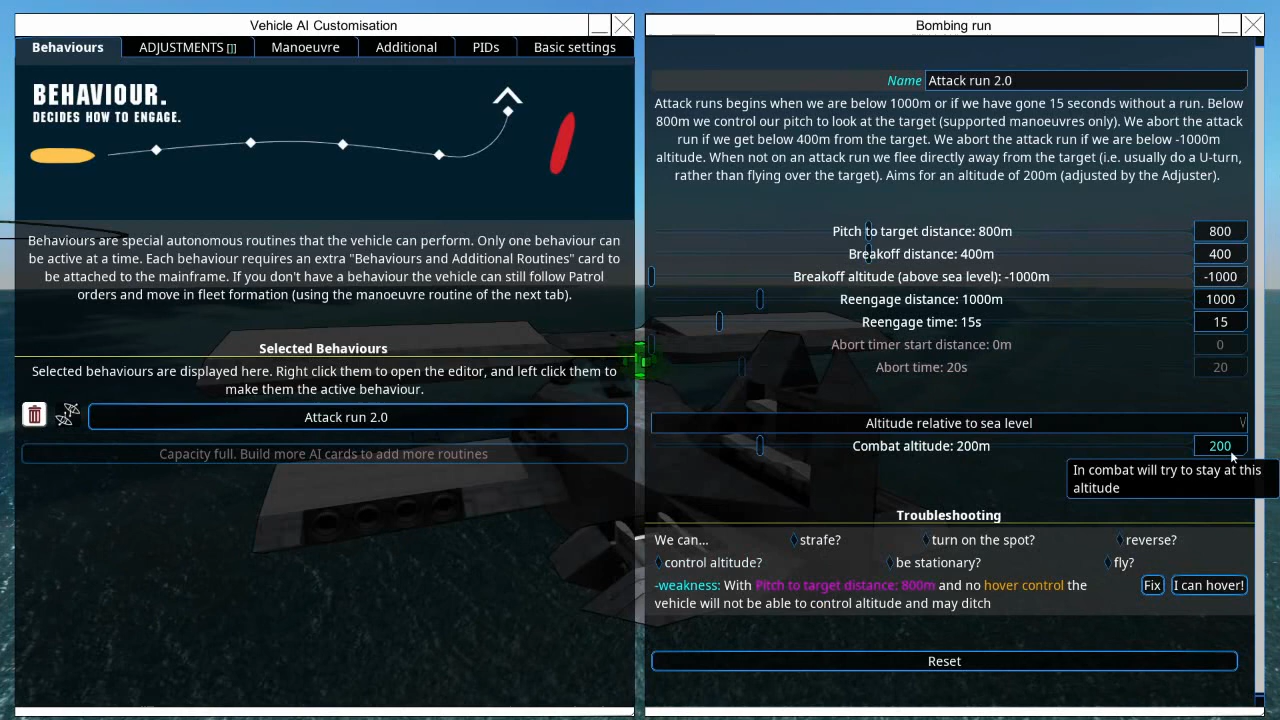 Vehicle AI Customisation
Behaviours
ADJUSTMENTS []
Manoeuvre
Additional
PIDs
Basic settings
BEHAVIOUR.
DECIDES HOW TO ENGAGE.
Behaviours are special autonomous routines that the vehicle can perform. Only one behaviour can
be active at a time. Each behaviour requires an extra "Behaviours and Additional Routines" card to
be attached to the mainframe. If you don't have a behaviour the vehicle can still follow Patrol
orders and move in fleet formation (using the manoeuvre routine of the next tab).
Selected Behaviours
Selected behaviours are displayed here. Right click them to open the editor, and left click them to
make them the active behaviour.
Attack run 2.0
Capacity full. Build more AI cards to add more routines
Bombing run
Name Attack run 2.0
Attack runs begins when we are below 1000m or if we have gone 15 seconds without a run. Below
800m we control our pitch to look at the target (supported manoeuvres only). We abort the attack
run if we get below 400m from the target. We abort the attack run if we are below -1000m
altitude. When not on an attack run we flee directly away from the target (i.e. usually do a U-turn,
rather than flying over the target). Aims for an altitude of 200m (adjusted by the Adjuster).
Pitch to target distance: 800m 800
Breakoff distance: 400m 400
Breakoff altitude (above sea level): -1000m -1000
Reengage distance: 1000m 1000
Reengage time: 15s 15
Abort timer start distance: 0m 0
Abort time: 20s 20
Altitude relative to sea level
Combat altitude: 200m 200
In combat will try to stay at this
altitude
Troubleshooting
We can... strafe? turn on the spot? reverse?
control altitude? be stationary? fly?
-weakness: With Pitch to target distance: 800m and no hover control the
vehicle will not be able to control altitude and may ditch
Fix I can hover!
Reset